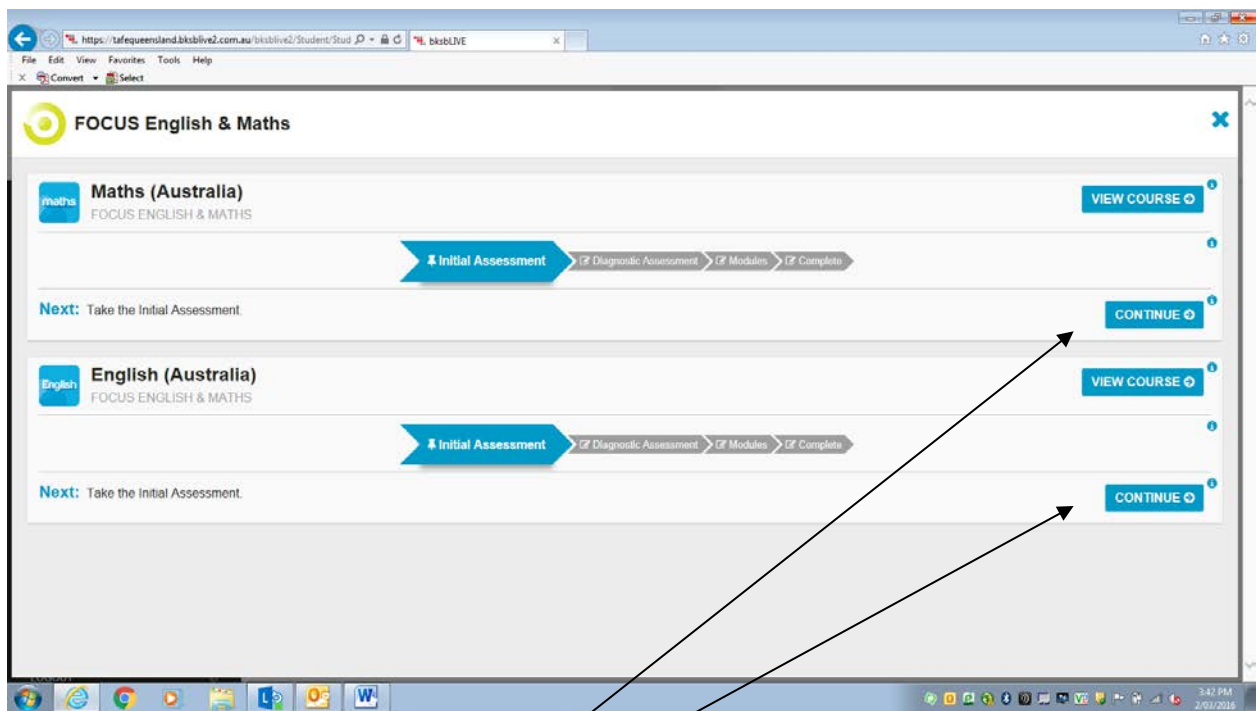 https://tafequeensland.bksblive2.com.au/bksblive2/Student/Stud
bksbLIVE
File Edit View Favorites Tools Help
Convert Select
FOCUS English & Maths
maths
Maths (Australia)
FOCUS ENGLISH & MATHS
VIEW COURSE
Initial Assessment Diagnostic Assessment Modules Complete
Next: Take the Initial Assessment.
CONTINUE
English
English (Australia)
FOCUS ENGLISH & MATHS
VIEW COURSE
Initial Assessment Diagnostic Assessment Modules Complete
Next: Take the Initial Assessment.
CONTINUE
3:42 PM
2/03/2016